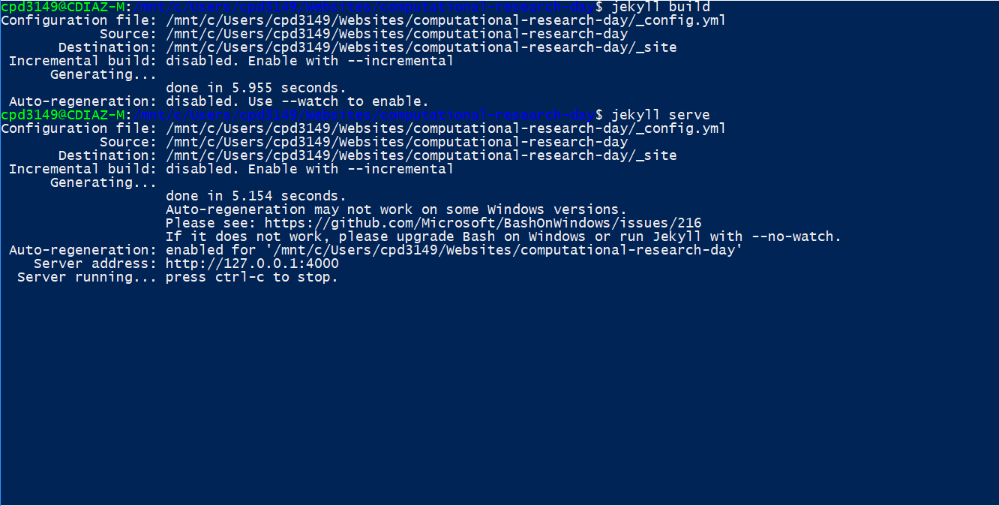 cpd3149@CDIAZ-M:/mnt/c/Users/cpd3149/Websites/computational-research-day$ jekyll build
Configuration file: /mnt/c/Users/cpd3149/Websites/computational-research-day/_config.yml
Source: /mnt/c/Users/cpd3149/Websites/computational-research-day
Destination: /mnt/c/Users/cpd3149/Websites/computational-research-day/_site
Incremental build: disabled. Enable with --incremental
Generating...
done in 5.955 seconds.
Auto-regeneration: disabled. Use --watch to enable.
cpd3149@CDIAZ-M:/mnt/c/Users/cpd3149/Websites/computational-research-day$ jekyll serve
Configuration file: /mnt/c/Users/cpd3149/Websites/computational-research-day/_config.yml
Source: /mnt/c/Users/cpd3149/Websites/computational-research-day
Destination: /mnt/c/Users/cpd3149/Websites/computational-research-day/_site
Incremental build: disabled. Enable with --incremental
Generating...
done in 5.154 seconds.
Auto-regeneration may not work on some Windows versions.
Please see: https://github.com/Microsoft/BashOnWindows/issues/216
If it does not work, please upgrade Bash on Windows or run Jekyll with --no-watch.
Auto-regeneration: enabled for '/mnt/c/Users/cpd3149/Websites/computational-research-day'
Server address: http://127.0.0.1:4000
Server running... press ctrl-c to stop.